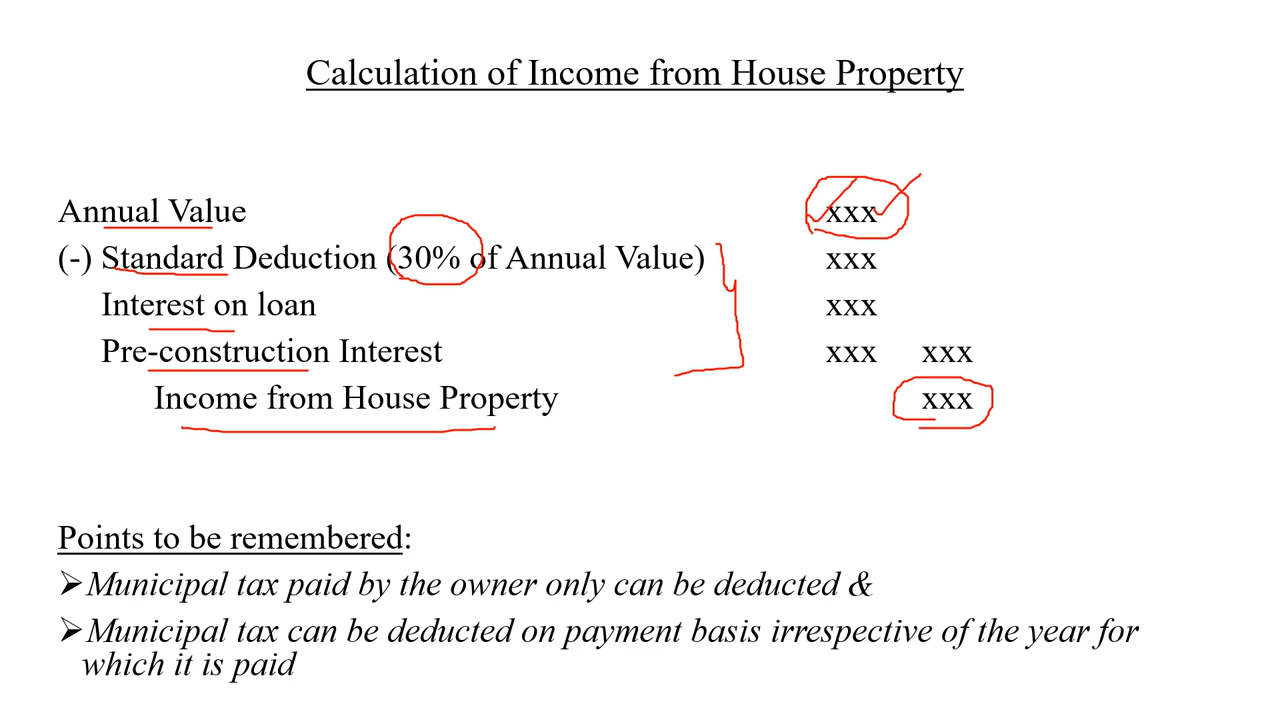 Calculation of Income from House Property
Annual Value xxx
(-) Standard Deduction (30% of Annual Value) xxx
Interest on loan xxx
Pre-construction Interest xxx xxx
Income from House Property xxx
Points to be remembered:
➢Municipal tax paid by the owner only can be deducted &
➢Municipal tax can be deducted on payment basis irrespective of the year for
which it is paid